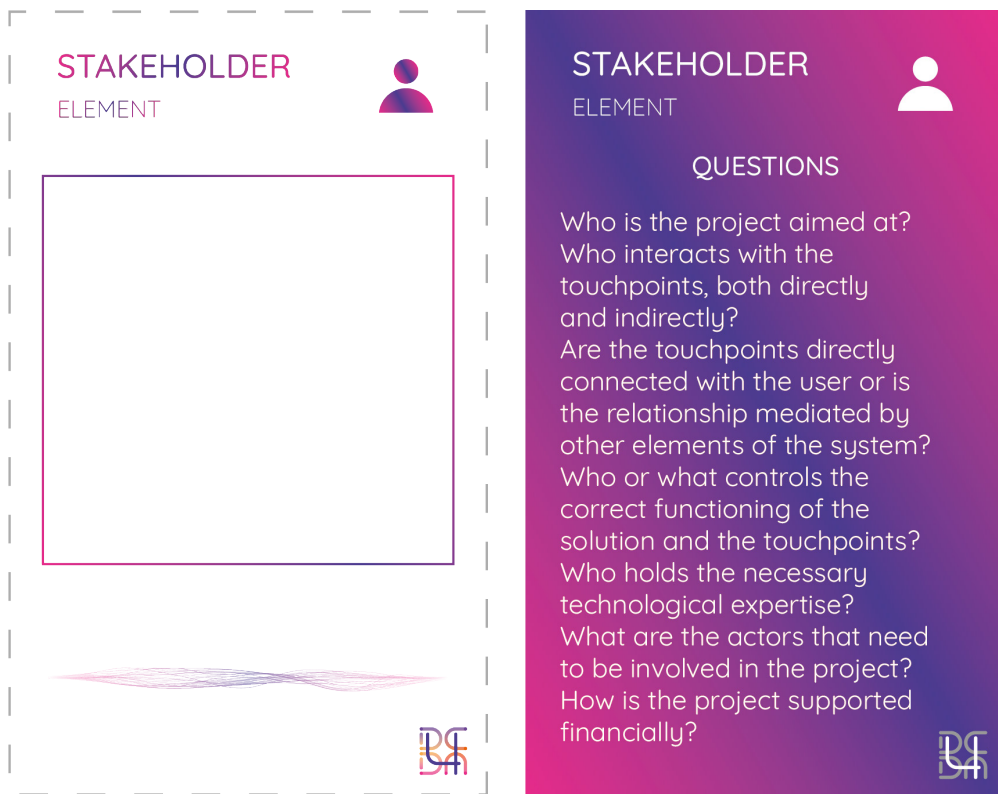 STAKEHOLDER
ELEMENT
STAKEHOLDER
ELEMENT
QUESTIONS
Who is the project aimed at?
Who interacts with the
touchpoints, both directly
and indirectly?
Are the touchpoints directly
connected with the user or is
the relationship mediated by
other elements of the system?
Who or what controls the
correct functioning of the
solution and the touchpoints?
Who holds the necessary
technological expertise?
What are the actors that need
to be involved in the project?
How is the project supported
financially?